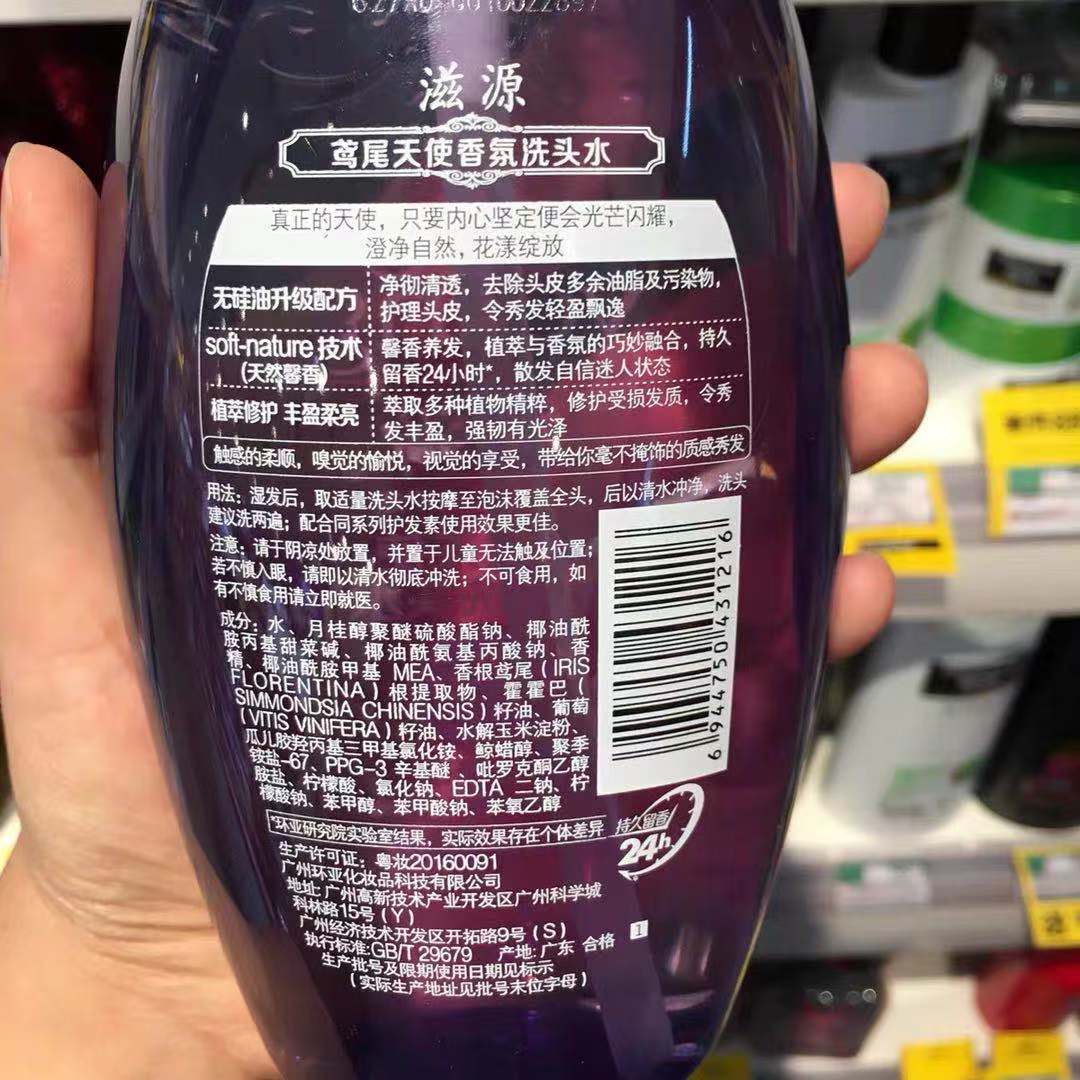 滋源
鸢尾天使香氛洗头水
真正的天使，只要内心坚定便会光芒闪耀，
澄净自然，花漾绽放
无硅油升级配方
净彻清透，去除头皮多余油脂及污染物，
护理头皮，令秀发轻盈飘逸
soft-nature 技术
(天然馨香)
馨香养发，植萃与香氛的巧妙融合，持久
留香24小时*，散发自信迷人状态
植萃修护 丰盈柔亮
萃取多种植物精粹，修护受损发质，令秀
发丰盈，强韧有光泽
触感的柔顺，嗅觉的愉悦，视觉的享受，带给你毫不掩饰的质感秀发
用法：湿发后，取适量洗头水按摩至泡沫覆盖全头，后以清水冲净，洗头
建议洗两遍；配合同系列护发素使用效果更佳。
注意：请于阴凉处放置，并置于儿童无法触及位置；
若不慎入眼，请即以清水彻底冲洗；不可食用，如
有不慎食用请立即就医。
成分：水、月桂醇聚醚硫酸酯钠、椰油酰
胺丙基甜菜碱、椰油酰氨基丙酸钠、香
精、椰油酰胺甲基 MEA、香根鸢尾（IRIS
FLORENTINA）根提取物、霍霍巴（
SIMMONDSIA CHINENSIS）籽油、葡萄
（VITIS VINIFERA）籽油、水解玉米淀粉、
瓜儿胶羟丙基三甲基氯化铵、鲸蜡醇、聚季
铵盐-67、PPG-3 辛基醚、吡罗克酮乙醇
胺盐、柠檬酸、氯化钠、EDTA 二钠、柠
檬酸钠、苯甲醇、苯甲酸钠、苯氧乙醇
6944750431216
*环亚研究院实验室结果，实际效果存在个体差异
持久留香
24h
生产许可证：粤妆20160091
广州环亚化妆品科技有限公司
地址：广州高新技术产业开发区广州科学城
科林路15号（Y）
广州经济技术开发区开拓路9号（S）
执行标准:GB/T 29679 产地:广东 合格
1
生产批号及限期使用日期见标示
（实际生产地址见批号末位字母）